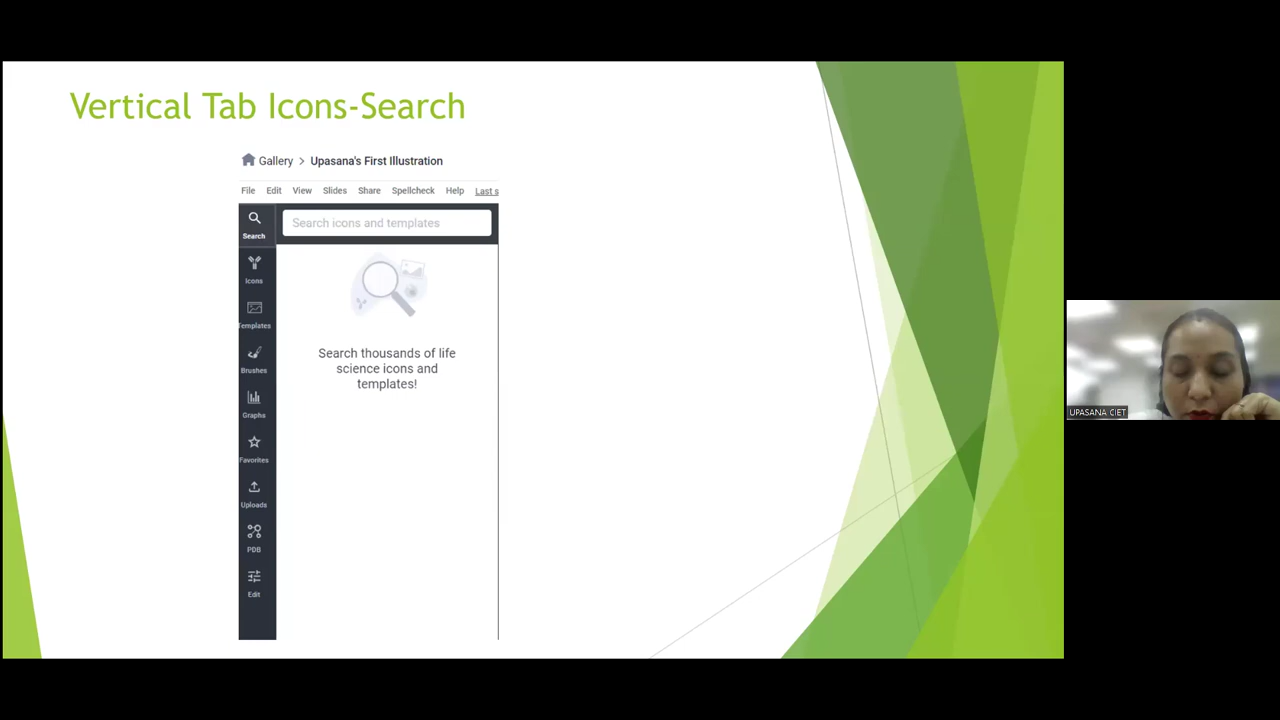 Vertical Tab Icons-Search
Gallery > Upasana's First Illustration
File Edit View Slides Share Spellcheck Help Last s
Search
Search icons and templates
Icons
Templates
Brushes
Graphs
Favorites
Uploads
PDB
Edit
Search thousands of life
science icons and
templates!
UPASANA CIET